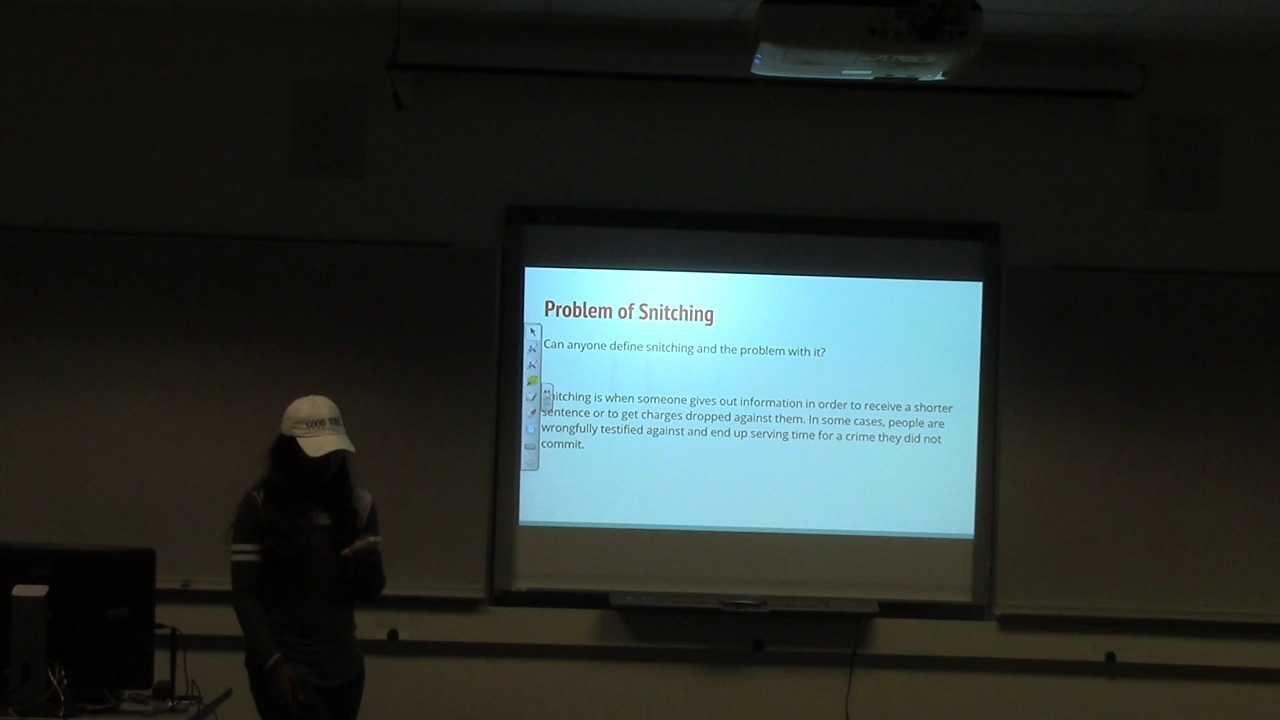 Problem of Snitching
Can anyone define snitching and the problem with it?
nitching is when someone gives out information in order to receive a shorter
sentence or to get charges dropped against them. In some cases, people are
wrongfully testified against and end up serving time for a crime they did not
commit.
GOOD